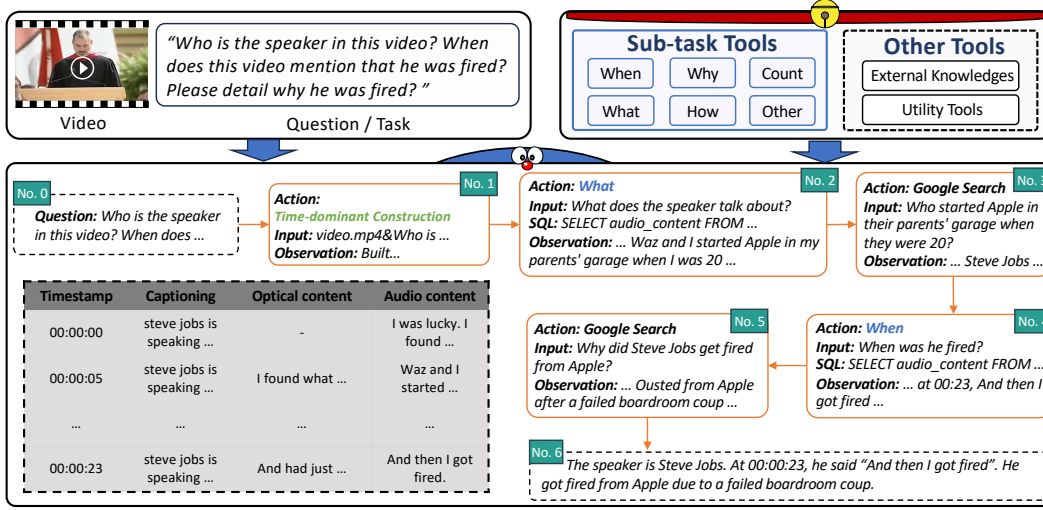 “Who is the speaker in this video? When
does this video mention that he was fired?
Please detail why he was fired? ”
Video
Question / Task
Sub-task Tools
When
Why
Count
What
How
Other
Other Tools
External Knowledges
Utility Tools
No. 0
Question: Who is the speaker
in this video? When does ...
No. 1
Action:
Time-dominant Construction
Input: video.mp4&Who is ...
Observation: Built...
No. 2
Action: What
Input: What does the speaker talk about?
SQL: SELECT audio_content FROM ...
Observation: ... Waz and I started Apple in my
parents' garage when I was 20 ...
No. 3
Action: Google Search
Input: Who started Apple in
their parents' garage when
they were 20?
Observation: ... Steve Jobs ...
No.
Action: When
Input: When was he fired?
SQL: SELECT audio_content FROM ...
Observation: ... at 00:23, And then I
got fired ...
No. 5
Action: Google Search
Input: Why did Steve Jobs get fired
from Apple?
Observation: ... Ousted from Apple
after a failed boardroom coup ...
No. 6
The speaker is Steve Jobs. At 00:00:23, he said “And then I got fired”. He
got fired from Apple due to a failed boardroom coup.
Timestamp Captioning Optical content Audio content
00:00:00 steve jobs is speaking ... - I was lucky. I found ...
00:00:05 steve jobs is speaking ... I found what ... Waz and I started ...
... ... ... ...
00:00:23 steve jobs is speaking ... And had just ... And then I got fired.